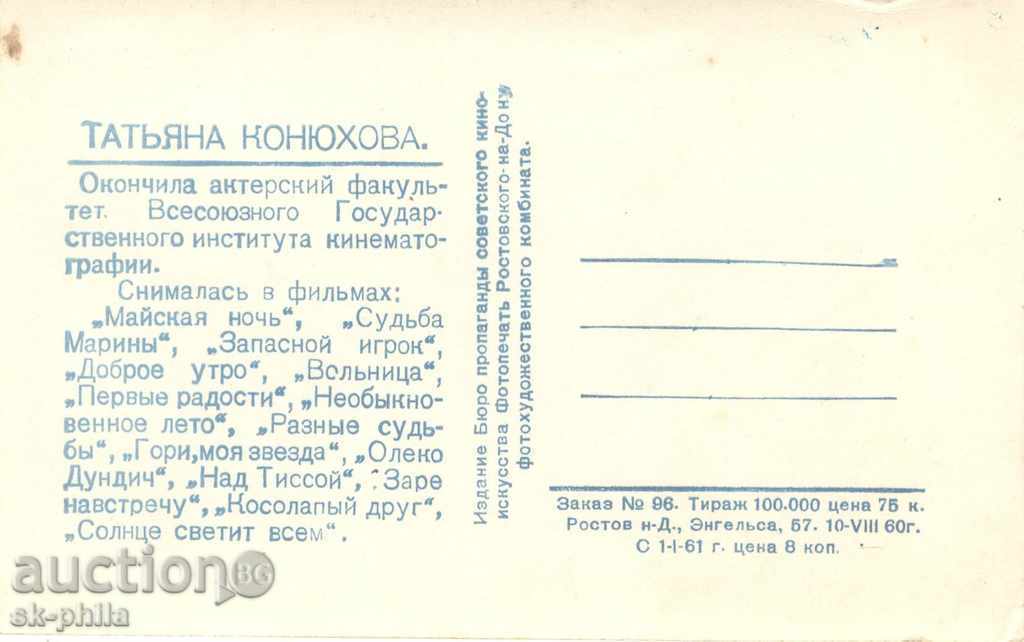 ТАТЬЯНА КОНЮХОВА.
Окончила актерский факуль-
тет. Всесоюзного Государ-
ственного института кинемато-
графии.
Снималась в фильмах:
„Майская ночь“, „Судьба
Марины“, „Запасной игрок“,
„Доброе утро“, „Вольница“,
„Первые радости“, „Необыкно-
венное лето“, „Разные судь-
бы“, „Гори,моя звезда“, „Олеко
Дундич“, „Над Тиссой“, „Заре
навстречу“, „Косолапый друг“,
„Солнце светит всем“.
Издание Бюро пропаганды советского кино-
искусства Фотопечать Ростовского-на-Дону
фотохудожественного комбината.
Заказ № 96. Тираж 100.000 цена 75 к.
Ростов н-Д., Энгельса, 57. 10-VIII 60г.
С 1-I-61 г. цена 8 коп.
auction BG
sk-phila